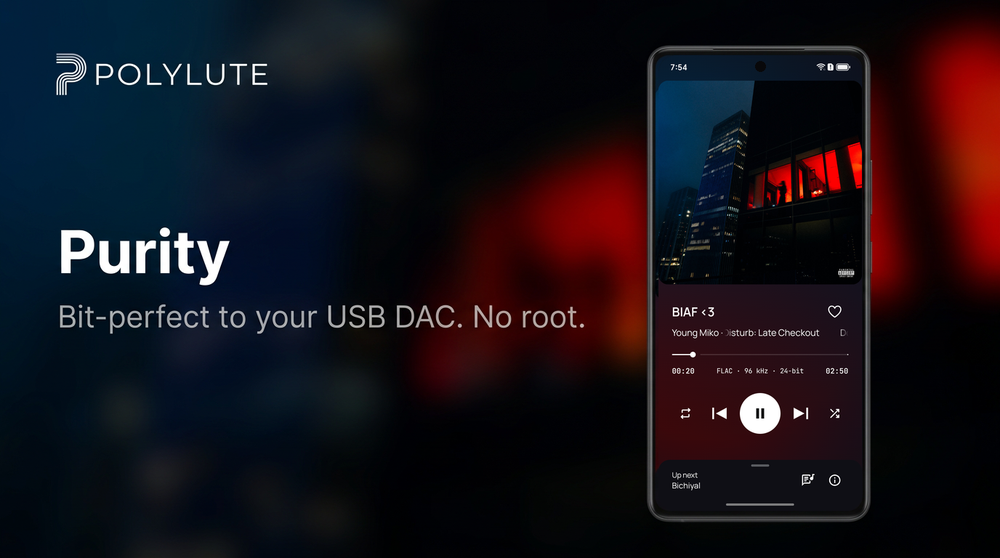 POLYLUTE
Purity
Bit-perfect to your USB DAC. No root.
7:54
BIAF <3
Young Miko · isturb: Late Checkout D
00:20 FLAC · 96 kHz · 24-bit 02:50
Up next
Bichiyal